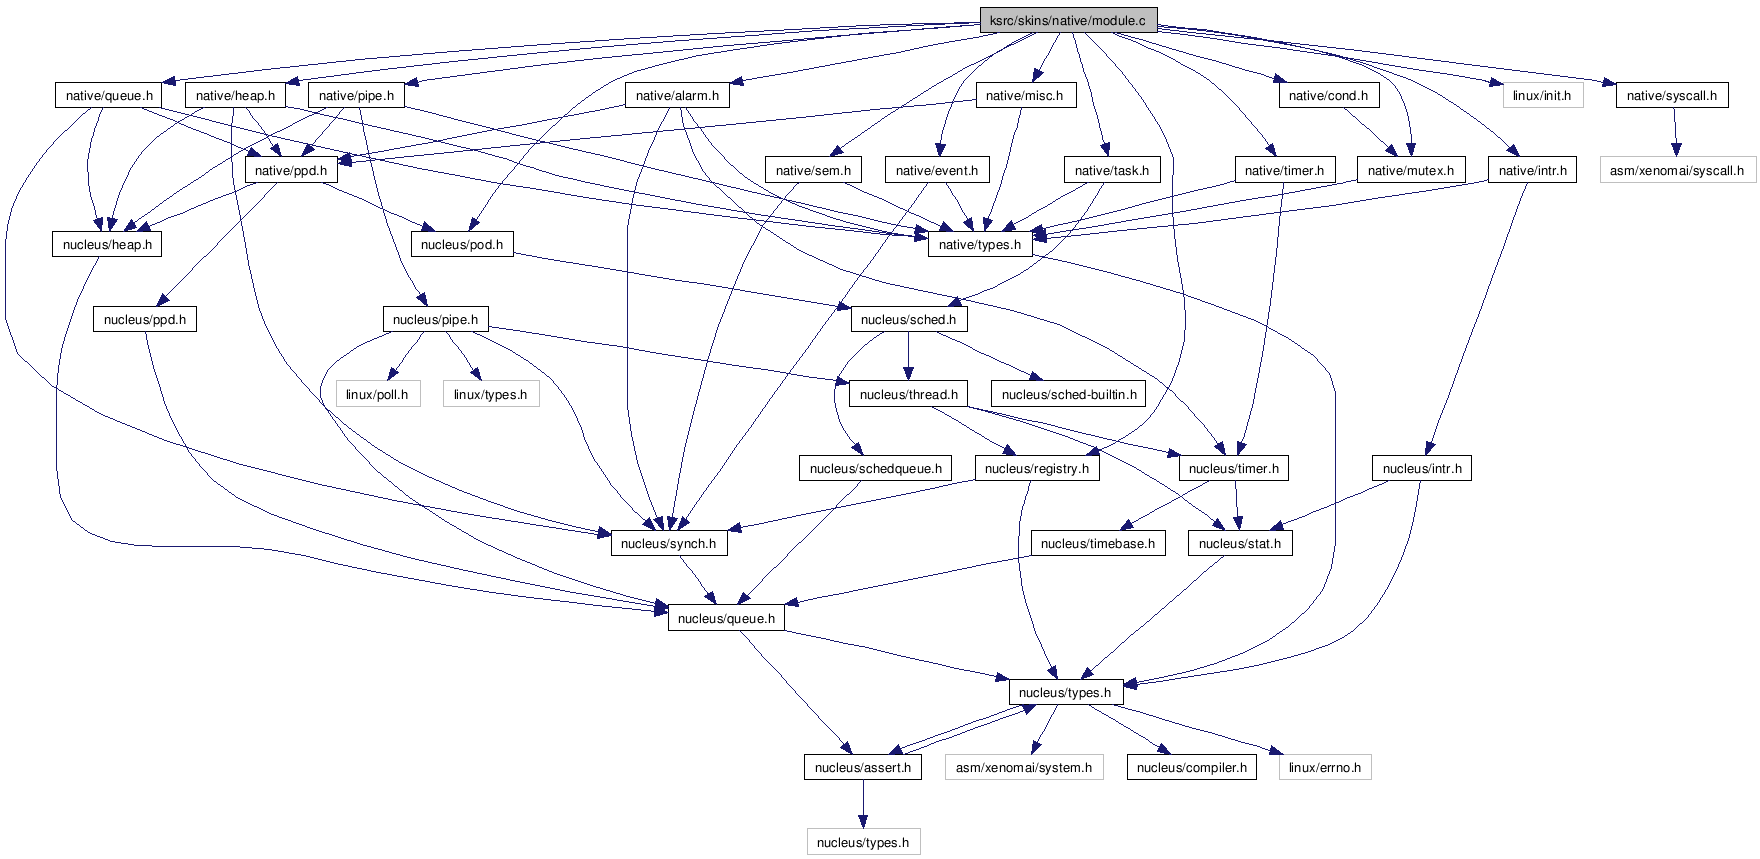 ksrc/skins/native/module.c
native/queue.h
native/heap.h
native/pipe.h
native/alarm.h
native/misc.h
native/cond.h
linux/init.h
native/syscall.h
native/ppd.h
native/sem.h
native/event.h
native/task.h
native/timer.h
native/mutex.h
native/intr.h
asm/xenomai/syscall.h
nucleus/heap.h
nucleus/pod.h
native/types.h
nucleus/ppd.h
nucleus/pipe.h
nucleus/sched.h
linux/poll.h
linux/types.h
nucleus/thread.h
nucleus/sched-builtin.h
nucleus/schedqueue.h
nucleus/registry.h
nucleus/timer.h
nucleus/intr.h
nucleus/synch.h
nucleus/timebase.h
nucleus/stat.h
nucleus/queue.h
nucleus/types.h
nucleus/assert.h
asm/xenomai/system.h
nucleus/compiler.h
linux/errno.h
nucleus/types.h